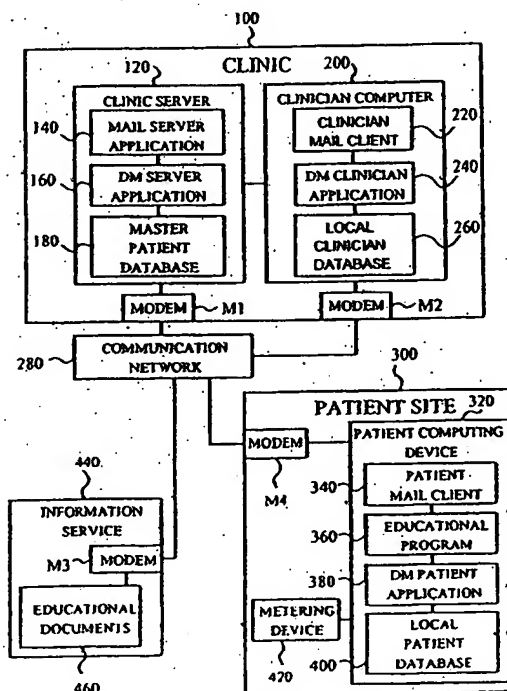 100
CLINIC
120
200
CLINIC SERVER
CLINICIAN COMPUTER
140
MAIL SERVER
APPLICATION
CLINICIAN
MAIL CLIENT
220
160
DM SERVER
APPLICATION
DM CLINICIAN
APPLICATION
240
180
MASTER
PATIENT
DATABASE
LOCAL
CLINICIAN
DATABASE
260
MODEM
M1
MODEM
M2
280
COMMUNICATION
NETWORK
300
PATIENT SITE
320
MODEM
M4
PATIENT COMPUTING
DEVICE
340
PATIENT
MAIL CLIENT
360
EDUCATIONAL
PROGRAM
380
DM PATIENT
APPLICATION
METERING
DEVICE
420
400
LOCAL
PATIENT
DATABASE
440
INFORMATION
SERVICE
M3
MODEM
EDUCATIONAL
DOCUMENTS
460